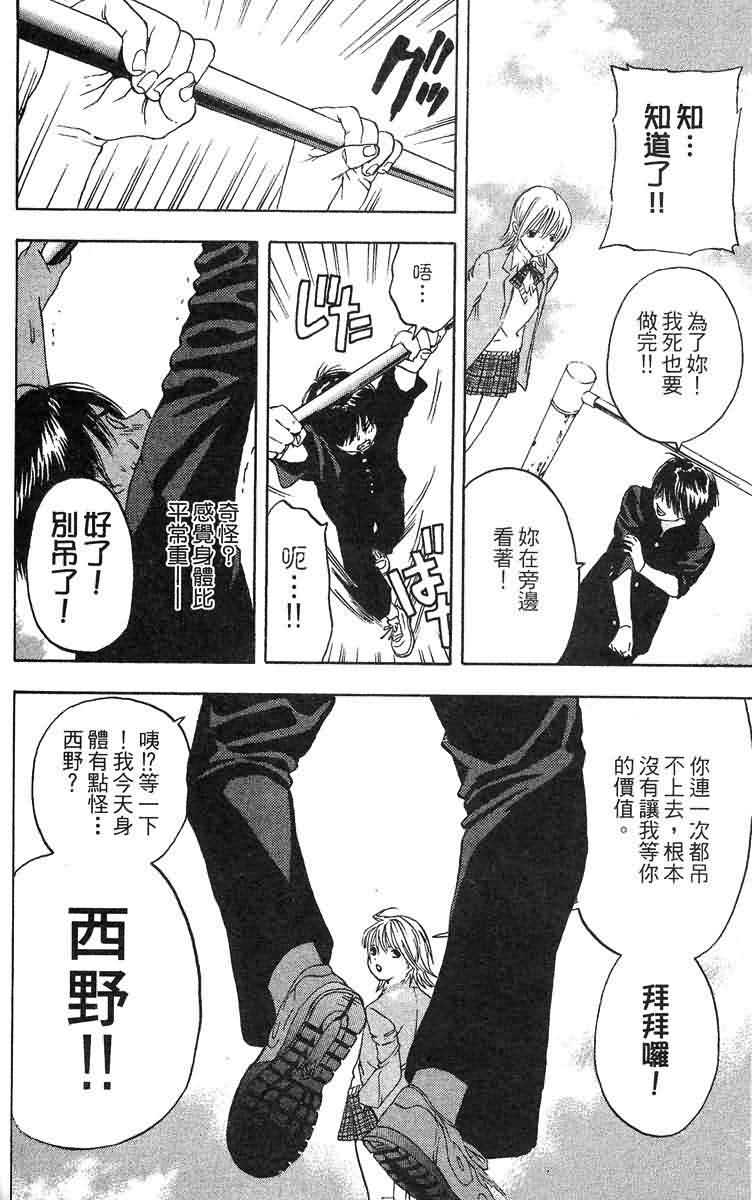 知…
知道了!!
為了妳！
我死也要
做完!!
妳在旁邊
看著！
グッ
唔…
じた
呃…!!
ばた
奇怪？
感覺身體比
平常重——
好了！
別吊了！
你連一次都吊
不上去，根本
沒有讓我等你
的價值。
拜拜囉！
咦!?等一下
！我今天身
體有點怪…
西野？
西野!!